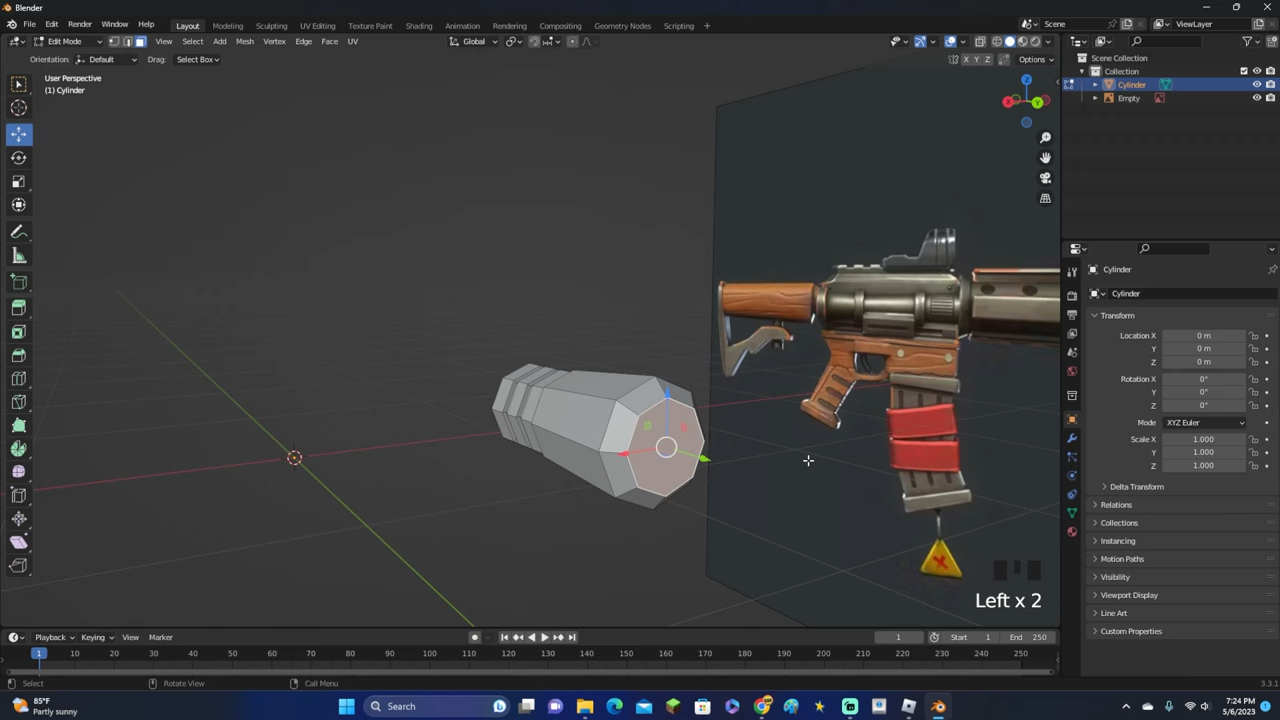 Blender
File Edit Render Window Help Layout Modeling Sculpting UV Editing Texture Paint Shading Animation Rendering Compositing Geometry Nodes Scripting + Scene ViewLayer
Edit Mode View Select Add Mesh Vertex Edge Face UV Global
Orientation: Default Drag: Select Box X Y Z Options
User Perspective
(1) Cylinder
Z
X
Y
Scene Collection
Collection
Cylinder
Empty
Cylinder
Cylinder
Transform
Location X 0 m
Y 0 m
Z 0 m
Rotation X 0°
Y 0°
Z 0°
Mode XYZ Euler
Scale X 1.000
Y 1.000
Z 1.000
Delta Transform
Relations
Collections
Instancing
Motion Paths
Visibility
Viewport Display
Line Art
Custom Properties
Left x 2
Playback Keying View Marker 1 Start 1 End 250
1 10 20 30 40 50 60 70 80 90 100 110 120 130 140 150 160 170 180 190 200 210 220 230 240 250
Select Rotate View Call Menu 3.3.1
85°F
Partly sunny
Search
7:24 PM
5/6/2023